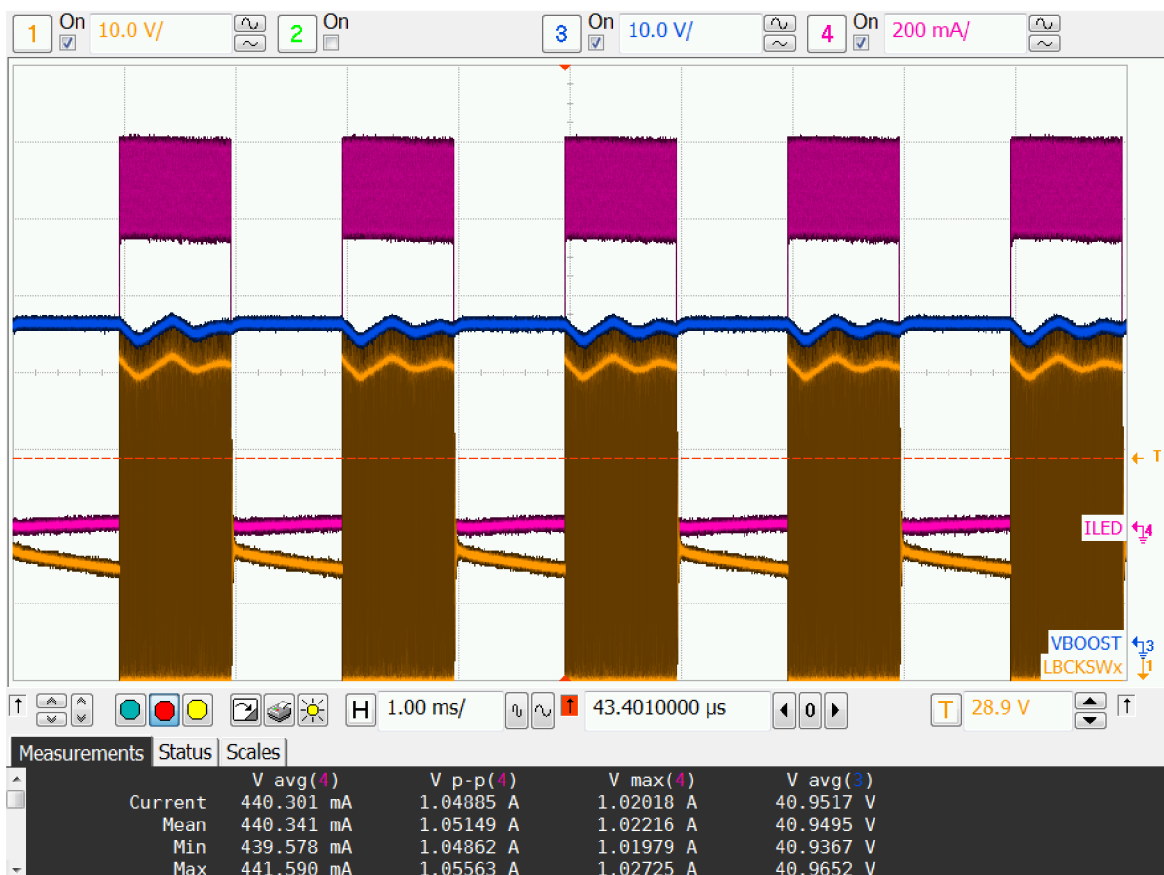 On On On
1 10.0 V/ 2 3 10.0 V/ 4 200 mA/
T
ILED 4
VBOOST 3
LBCKSWx 1
H 1.00 ms/ 43.4010000 µs 0 T 28.9 V
Measurements Status Scales
V avg(4) V p-p(4) V max(4) V avg(3)
Current 440.301 mA 1.04885 A 1.02018 A 40.9517 V
Mean 440.341 mA 1.05149 A 1.02216 A 40.9495 V
Min 439.578 mA 1.04862 A 1.01979 A 40.9367 V
Max 441.590 mA 1.05563 A 1.02725 A 40.9652 V